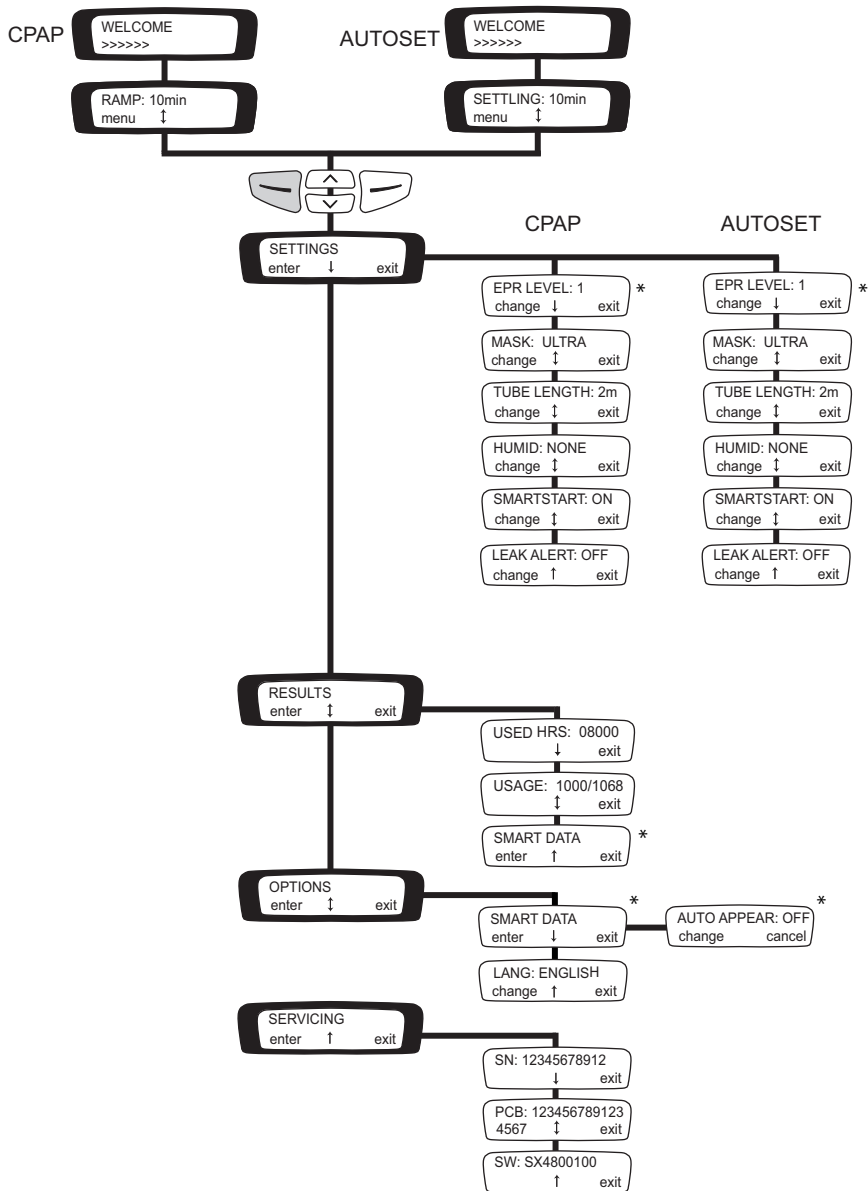 CPAP
WELCOME
>>>>>>
RAMP: 10min
menu ↕
AUTOSET
WELCOME
>>>>>>
SETTLING: 10min
menu ↕
SETTINGS
enter ↓ exit
CPAP
EPR LEVEL: 1 *
change ↓ exit
MASK: ULTRA
change ↕ exit
TUBE LENGTH: 2m
change ↕ exit
HUMID: NONE
change ↕ exit
SMARTSTART: ON
change ↕ exit
LEAK ALERT: OFF
change ↑ exit
AUTOSET
EPR LEVEL: 1 *
change ↓ exit
MASK: ULTRA
change ↕ exit
TUBE LENGTH: 2m
change ↕ exit
HUMID: NONE
change ↕ exit
SMARTSTART: ON
change ↕ exit
LEAK ALERT: OFF
change ↑ exit
RESULTS
enter ↕ exit
USED HRS: 08000
↓ exit
USAGE: 1000/1068
↕ exit
SMART DATA *
enter ↑ exit
OPTIONS
enter ↕ exit
SMART DATA *
enter ↓ exit
AUTO APPEAR: OFF *
change cancel
LANG: ENGLISH
change ↑ exit
SERVICING
enter ↑ exit
SN: 12345678912
↓ exit
PCB: 123456789123
4567 ↕ exit
SW: SX4800100
↑ exit